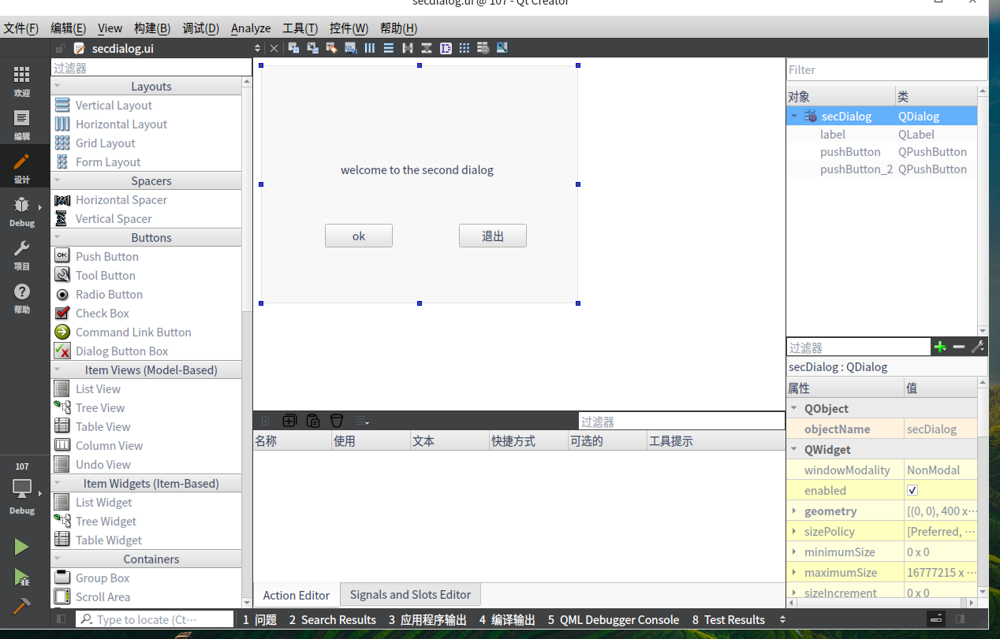 secdialog.ui @ 107 - Qt Creator
文件(F) 编辑(E) View 构建(B) 调试(D) Analyze 工具(T) 控件(W) 帮助(H)
secdialog.ui
欢迎
编辑
设计
Debug
项目
帮助
107
Debug
过滤器
Layouts
Vertical Layout
Horizontal Layout
Grid Layout
Form Layout
Spacers
Horizontal Spacer
Vertical Spacer
Buttons
OK Push Button
Tool Button
Radio Button
Check Box
Command Link Button
Dialog Button Box
Item Views (Model-Based)
List View
Tree View
Table View
Column View
Undo View
Item Widgets (Item-Based)
List Widget
Tree Widget
Table Widget
Containers
Group Box
Scroll Area
welcome to the second dialog
ok 退出
过滤器
名称 使用 文本 快捷方式 可选的 工具提示
Action Editor Signals and Slots Editor
Filter
对象 类
secDialog QDialog
label QLabel
pushButton QPushButton
pushButton_2 QPushButton
过滤器
secDialog : QDialog
属性 值
QObject
objectName secDialog
QWidget
windowModality NonModal
enabled
geometry [(0, 0), 400 x···
sizePolicy [Preferred, ···
minimumSize 0 x 0
maximumSize 16777215 x ···
sizeIncrement 0 x 0
Type to locate (Ct··· 1 问题 2 Search Results 3 应用程序输出 4 编译输出 5 QML Debugger Console 8 Test Results